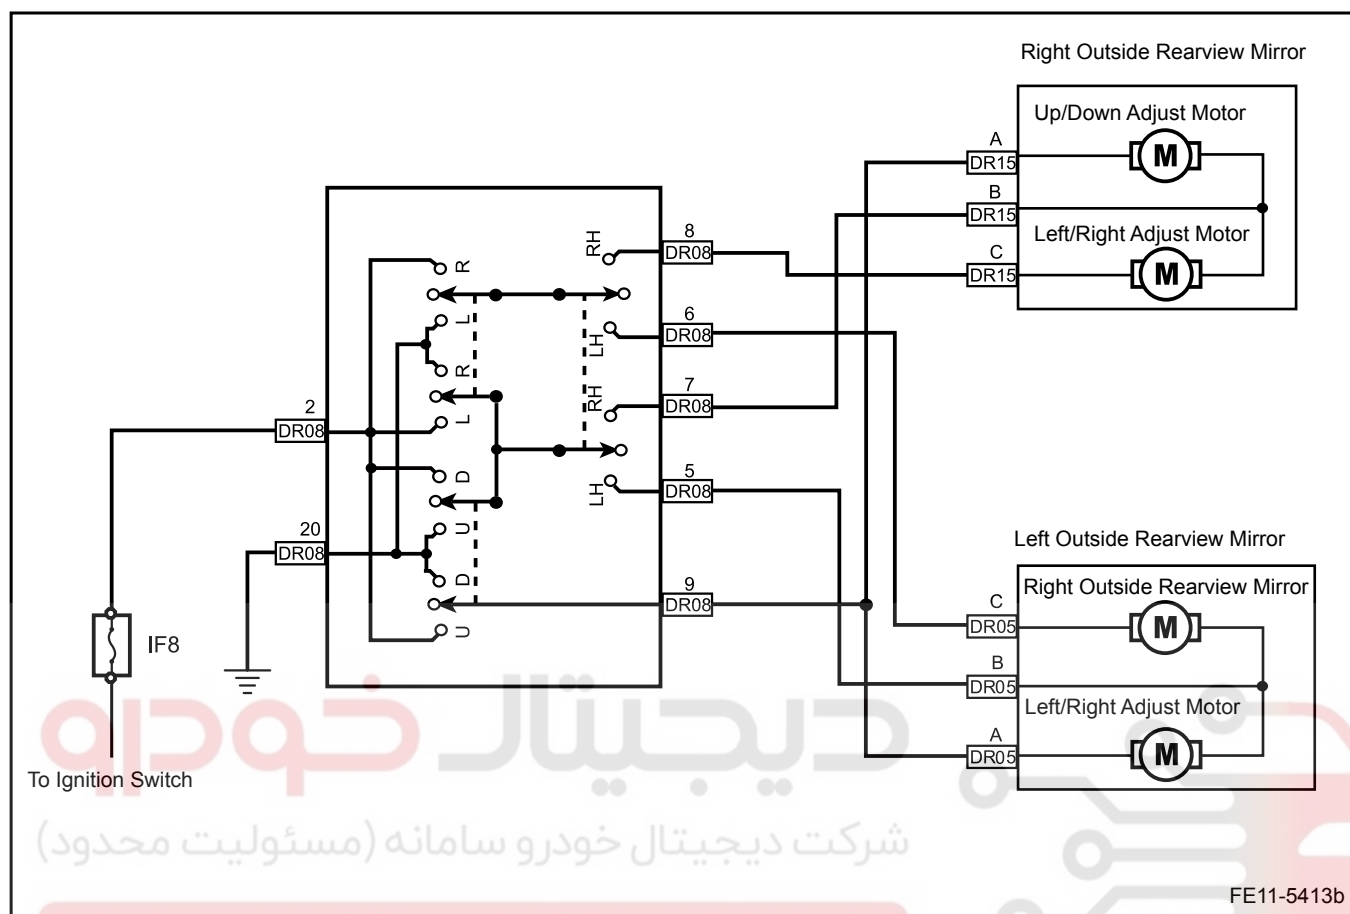 Right Outside Rearview Mirror
Up/Down Adjust Motor
A
DR15
M
B
DR15
Left/Right Adjust Motor
C
DR15
M
8
DR08
RH
R
L
6
DR08
LH
R
7
DR08
RH
L
2
DR08
D
5
DR08
LH
U
20
DR08
D
9
DR08
U
IF8
To Ignition Switch
Left Outside Rearview Mirror
Right Outside Rearview Mirror
C
DR05
M
B
DR05
Left/Right Adjust Motor
A
DR05
M
دیجیتال خودرو
شرکت دیجیتال خودرو سامانه (مسئولیت محدود)
FE11-5413b